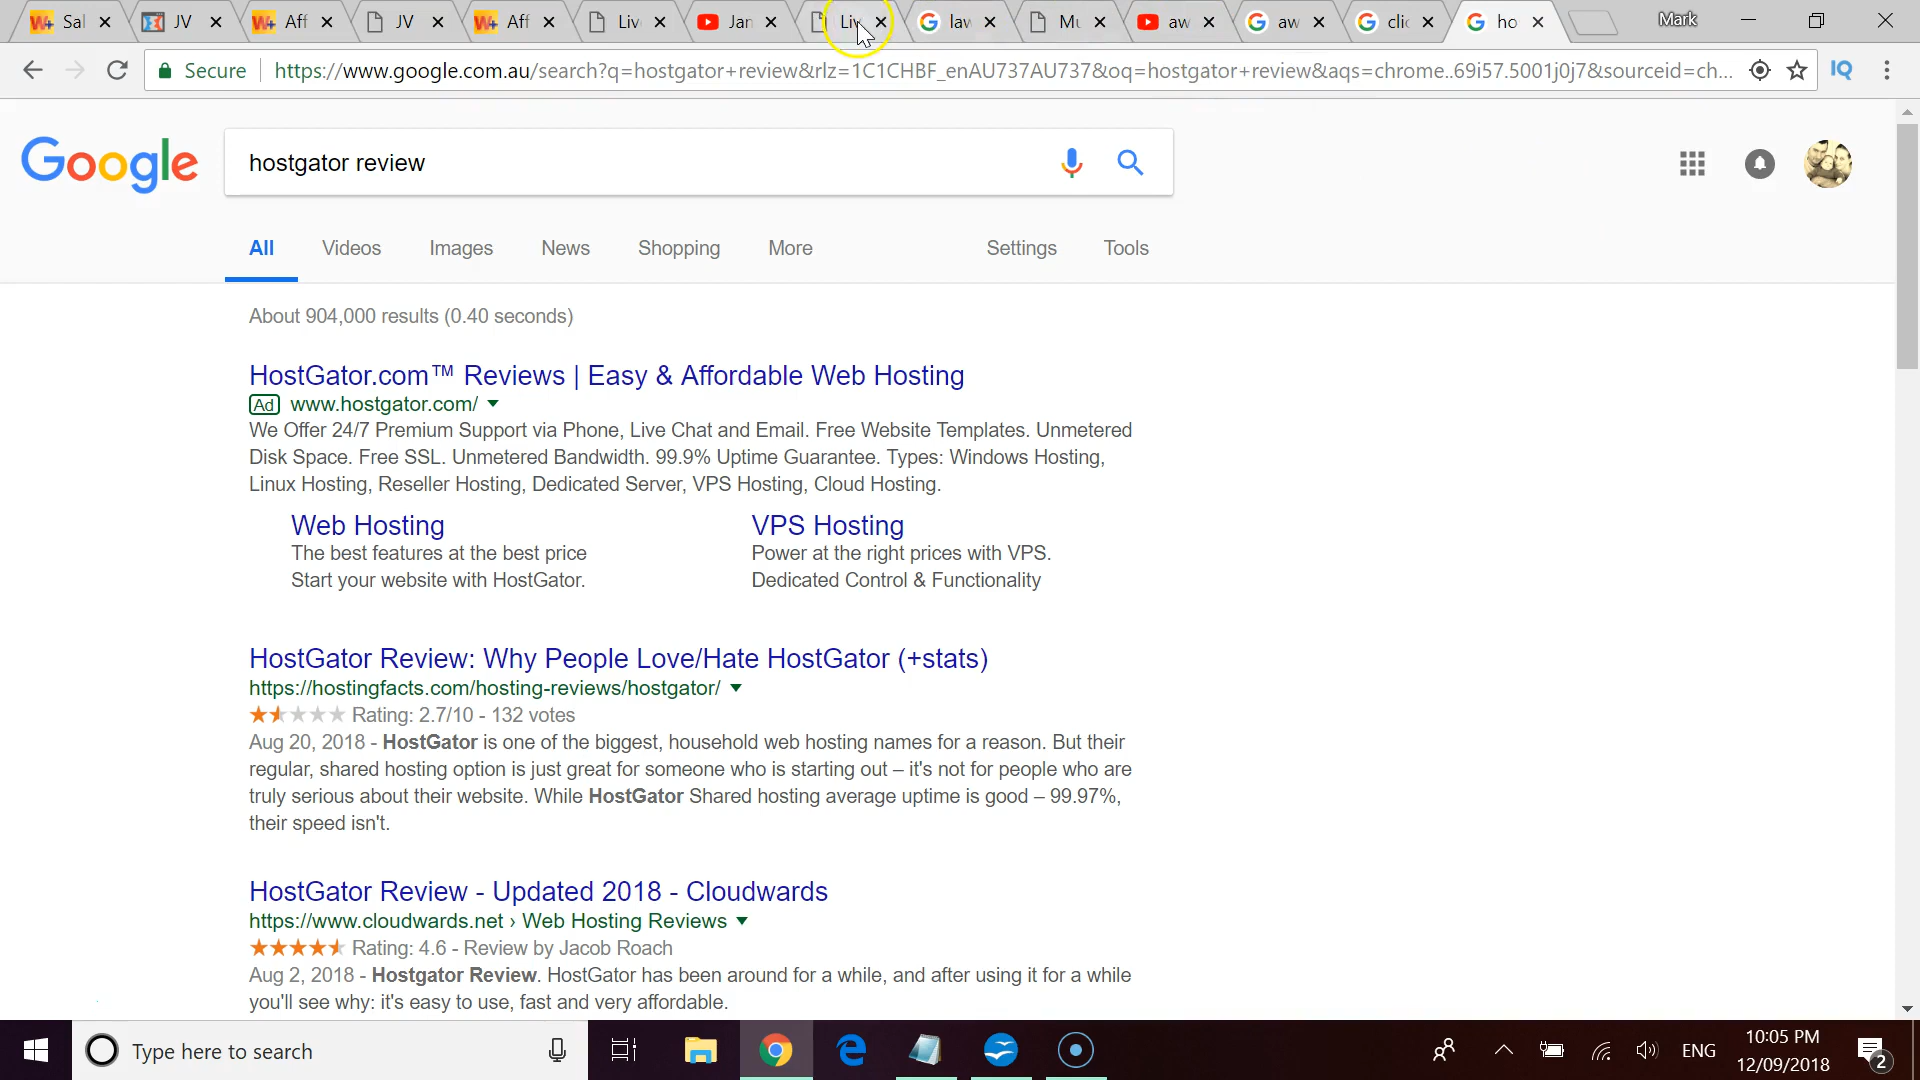 Sal JV Aff JV Aff Liv Jan Liv lav Mu aw aw clic ho Mark
Secure https://www.google.com.au/search?q=hostgator+review&rlz=1C1CHBF_enAU737AU737&oq=hostgator+review&aqs=chrome..69i57.5001j0j7&sourceid=ch... IQ
Google
hostgator review
All Videos Images News Shopping More Settings Tools
About 904,000 results (0.40 seconds)
HostGator.com™ Reviews | Easy & Affordable Web Hosting
Ad www.hostgator.com/
We Offer 24/7 Premium Support via Phone, Live Chat and Email. Free Website Templates. Unmetered
Disk Space. Free SSL. Unmetered Bandwidth. 99.9% Uptime Guarantee. Types: Windows Hosting,
Linux Hosting, Reseller Hosting, Dedicated Server, VPS Hosting, Cloud Hosting.
Web Hosting VPS Hosting
The best features at the best price Power at the right prices with VPS.
Start your website with HostGator. Dedicated Control & Functionality
HostGator Review: Why People Love/Hate HostGator (+stats)
https://hostingfacts.com/hosting-reviews/hostgator/
Rating: 2.7/10 - 132 votes
Aug 20, 2018 - HostGator is one of the biggest, household web hosting names for a reason. But their
regular, shared hosting option is just great for someone who is starting out – it's not for people who are
truly serious about their website. While HostGator Shared hosting average uptime is good – 99.97%,
their speed isn't.
HostGator Review - Updated 2018 - Cloudwards
https://www.cloudwards.net › Web Hosting Reviews
Rating: 4.6 - Review by Jacob Roach
Aug 2, 2018 - Hostgator Review. HostGator has been around for a while, and after using it for a while
you'll see why: it's easy to use, fast and very affordable.
Type here to search
ENG
10:05 PM
12/09/2018
2